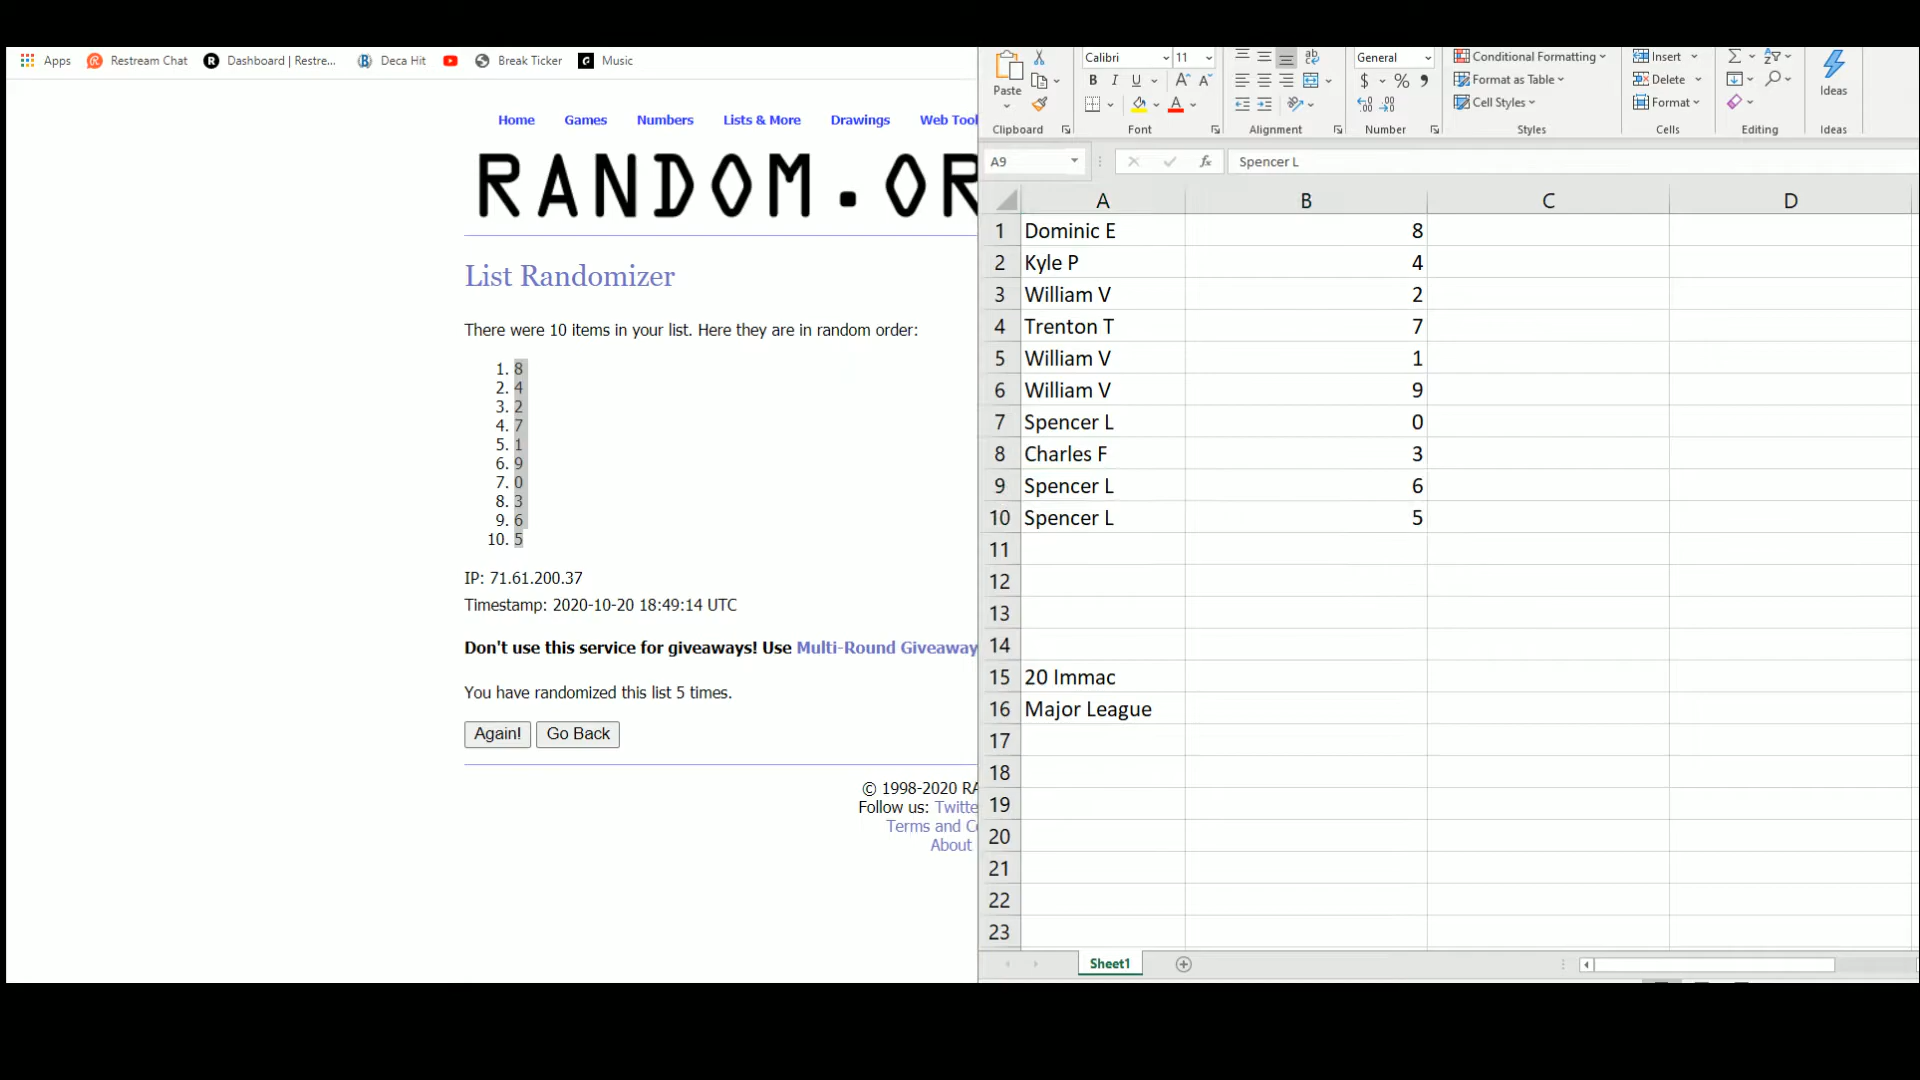 Apps Restream Chat Dashboard | Restre... Deca Hit Break Ticker Music
Home Games Numbers Lists & More Drawings Web Tool
RANDOM.OR
List Randomizer
There were 10 items in your list. Here they are in random order:
1. 8
2. 4
3. 2
4. 7
5. 1
6. 9
7. 0
8. 3
9. 6
10. 5
IP: 71.61.200.37
Timestamp: 2020-10-20 18:49:14 UTC
Don't use this service for giveaways! Use Multi-Round Giveaway
You have randomized this list 5 times.
Again! Go Back
© 1998-2020 RA
Follow us: Twitte
Terms and Co
About
Paste
Calibri 11
B I U
General
$ % 9
Conditional Formatting
Format as Table
Cell Styles
Insert
Delete
Format
Ideas
Clipboard Font Alignment Number Styles Cells Editing Ideas
A9 fx Spencer L
A B C D
1 Dominic E 8
2 Kyle P 4
3 William V 2
4 Trenton T 7
5 William V 1
6 William V 9
7 Spencer L 0
8 Charles F 3
9 Spencer L 6
10 Spencer L 5
11
12
13
14
15 20 Immac
16 Major League
17
18
19
20
21
22
23
Sheet1